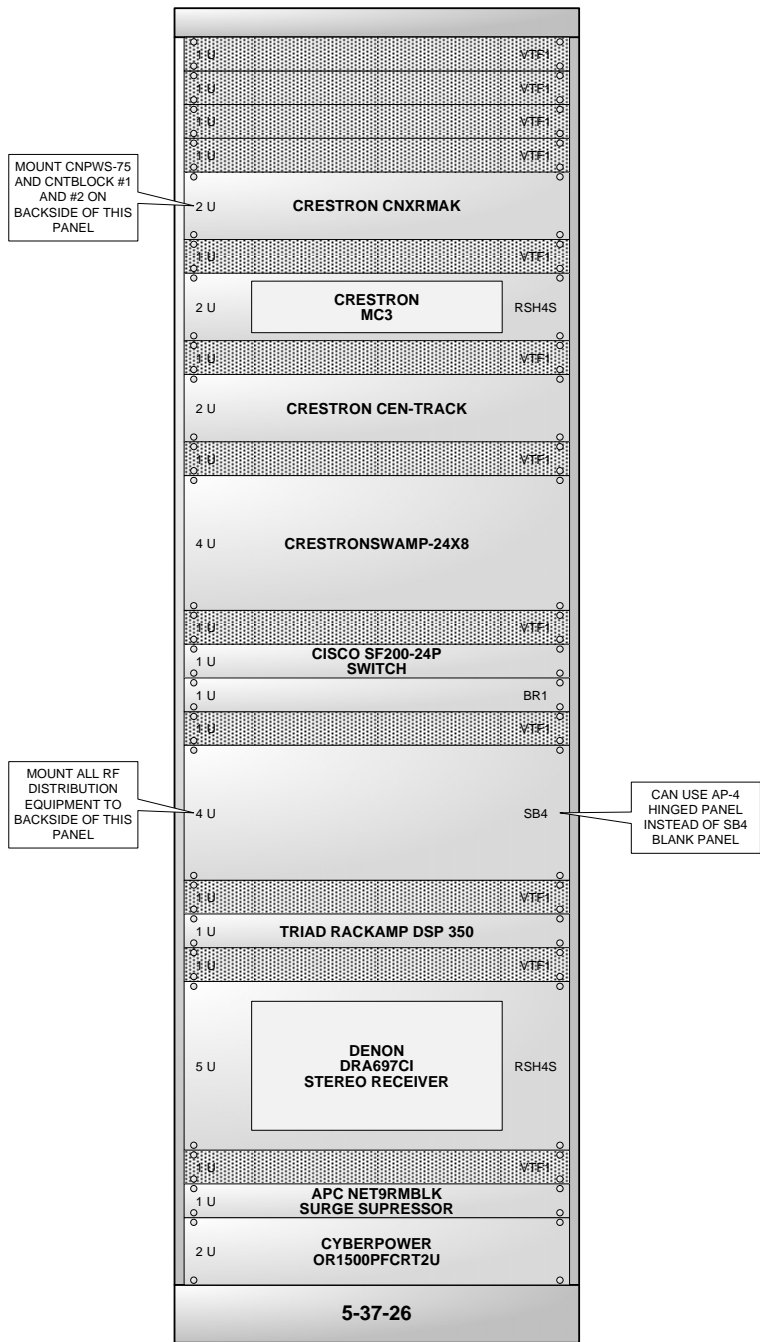 1 U VTF1
1 U VTF1
1 U VTF1
1 U VTF1
MOUNT CNPWS-75
AND CNTBLOCK #1
AND #2 ON
BACKSIDE OF THIS
PANEL
2 U CRESTRON CNXRMAK
1 U VTF1
CRESTRON
MC3
2 U RSH4S
1 U VTF1
2 U CRESTRON CEN-TRACK
1 U VTF1
4 U CRESTRONSWAMP-24X8
1 U VTF1
CISCO SF200-24P
SWITCH
1 U
1 U BR1
1 U VTF1
MOUNT ALL RF
DISTRIBUTION
EQUIPMENT TO
BACKSIDE OF THIS
PANEL
4 U SB4
CAN USE AP-4
HINGED PANEL
INSTEAD OF SB4
BLANK PANEL
1 U VTF1
1 U TRIAD RACKAMP DSP 350
1 U VTF1
DENON
DRA697CI
STEREO RECEIVER
5 U RSH4S
1 U VTF1
APC NET9RMBLK
SURGE SUPRESSOR
1 U
CYBERPOWER
OR1500PFCRT2U
2 U
5-37-26